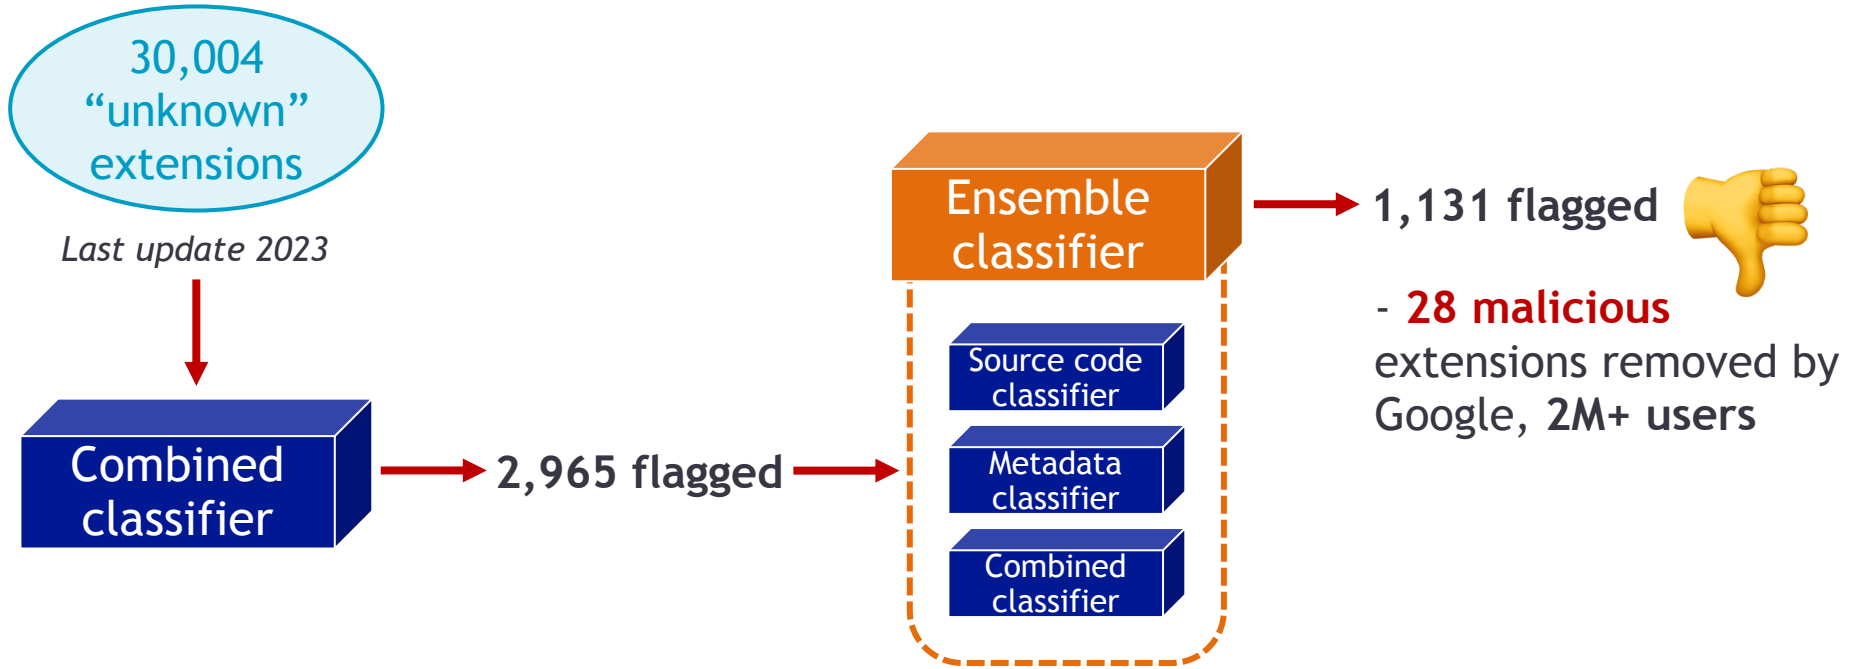 30,004
“unknown”
extensions
Last update 2023
Combined
classifier
2,965 flagged
Ensemble
classifier
Source code
classifier
Metadata
classifier
Combined
classifier
1,131 flagged
- 28 malicious
extensions removed by
Google, 2M+ users